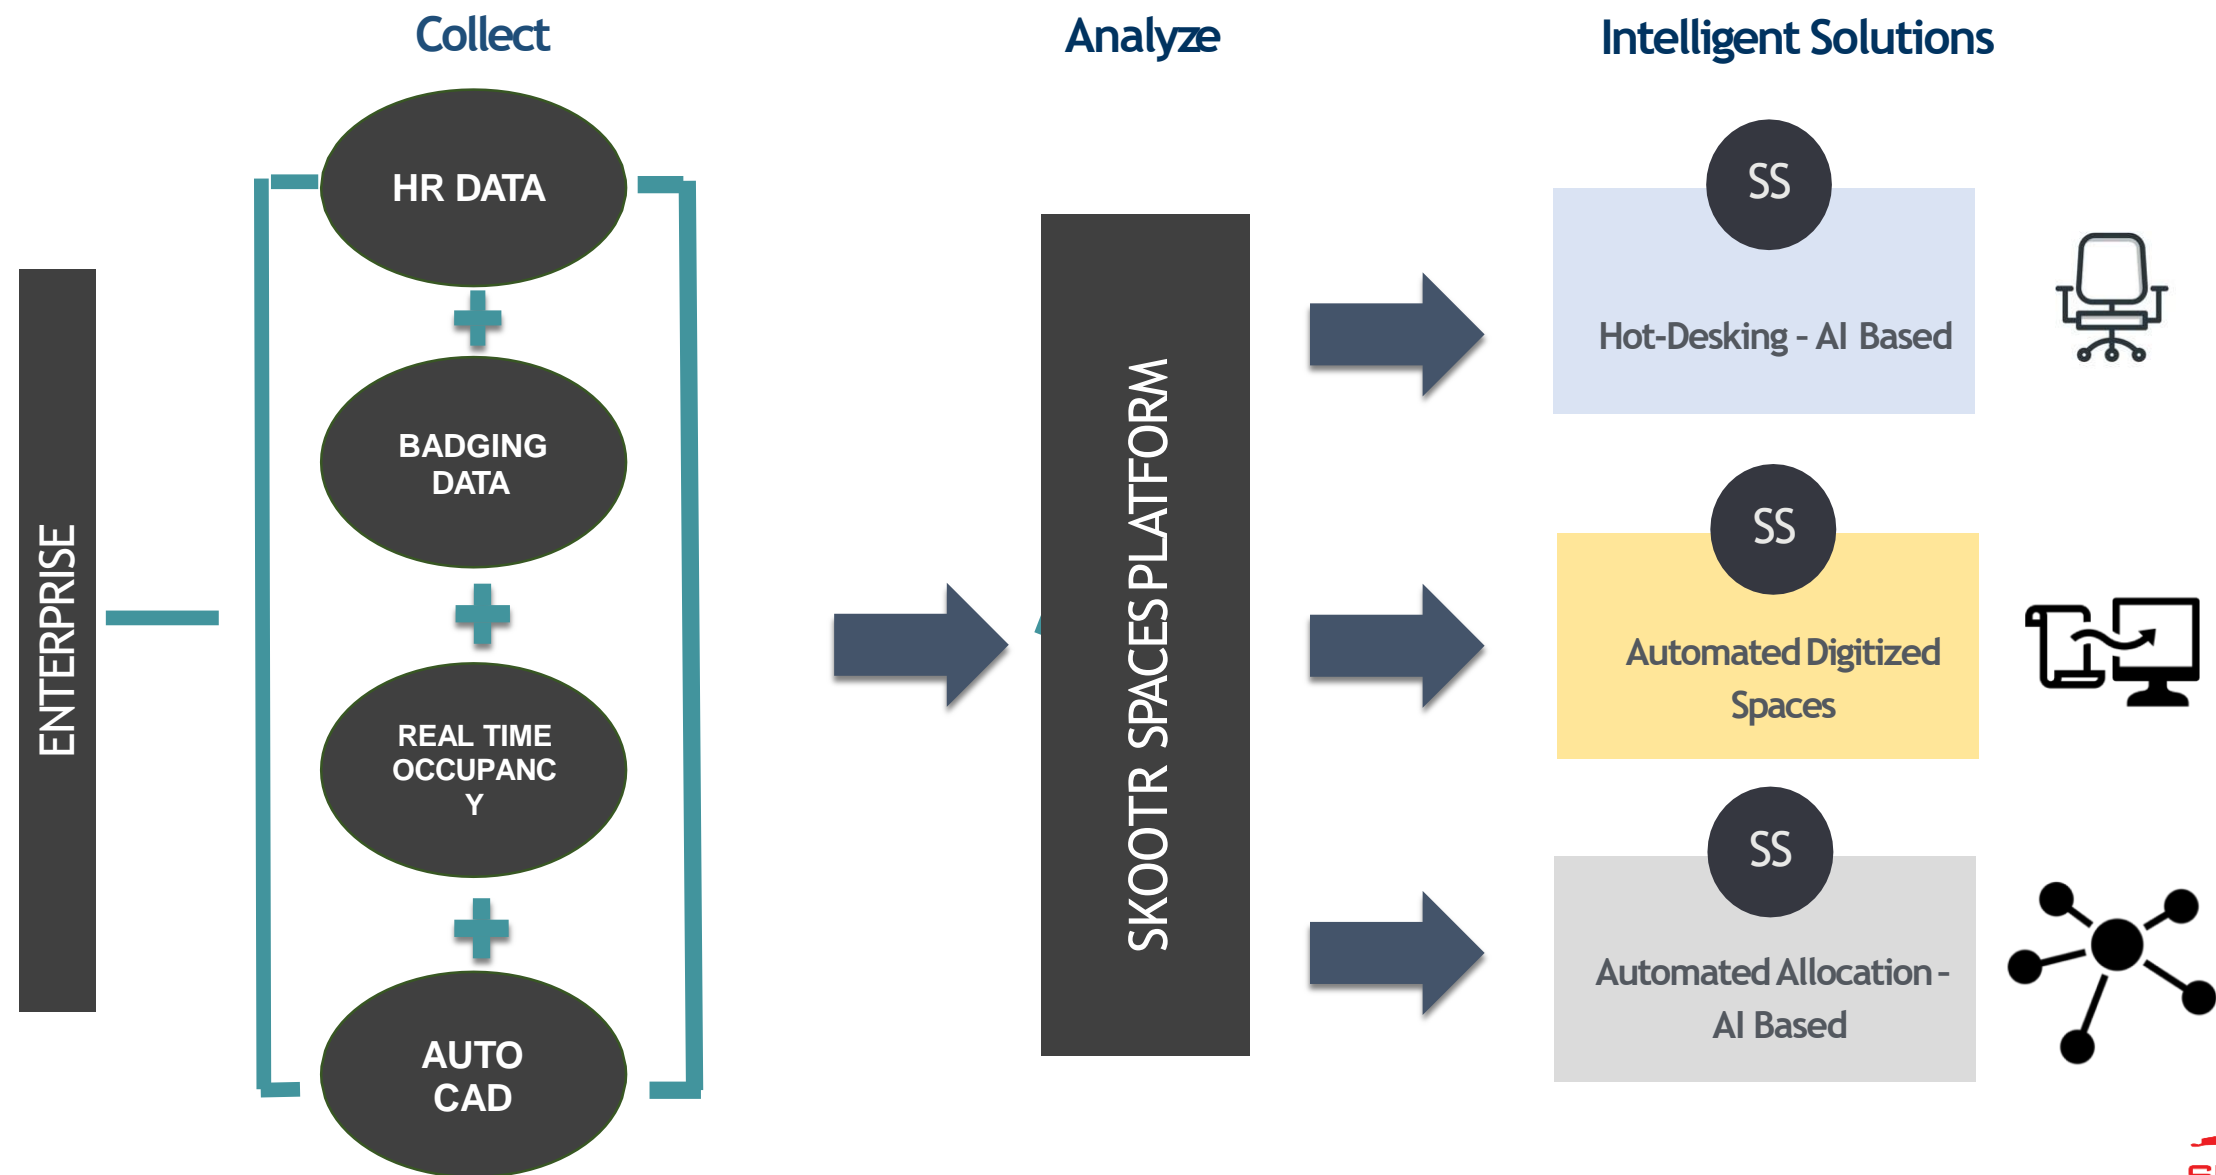 Collect
Analyze
Intelligent Solutions
ENTERPRISE
HR DATA
BADGING
DATA
REAL TIME
OCCUPANC
Y
AUTO
CAD
SKOOTR SPACES PLATFORM
SS
Hot-Desking - AI Based
SS
Automated Digitized
Spaces
SS
Automated Allocation –
AI Based